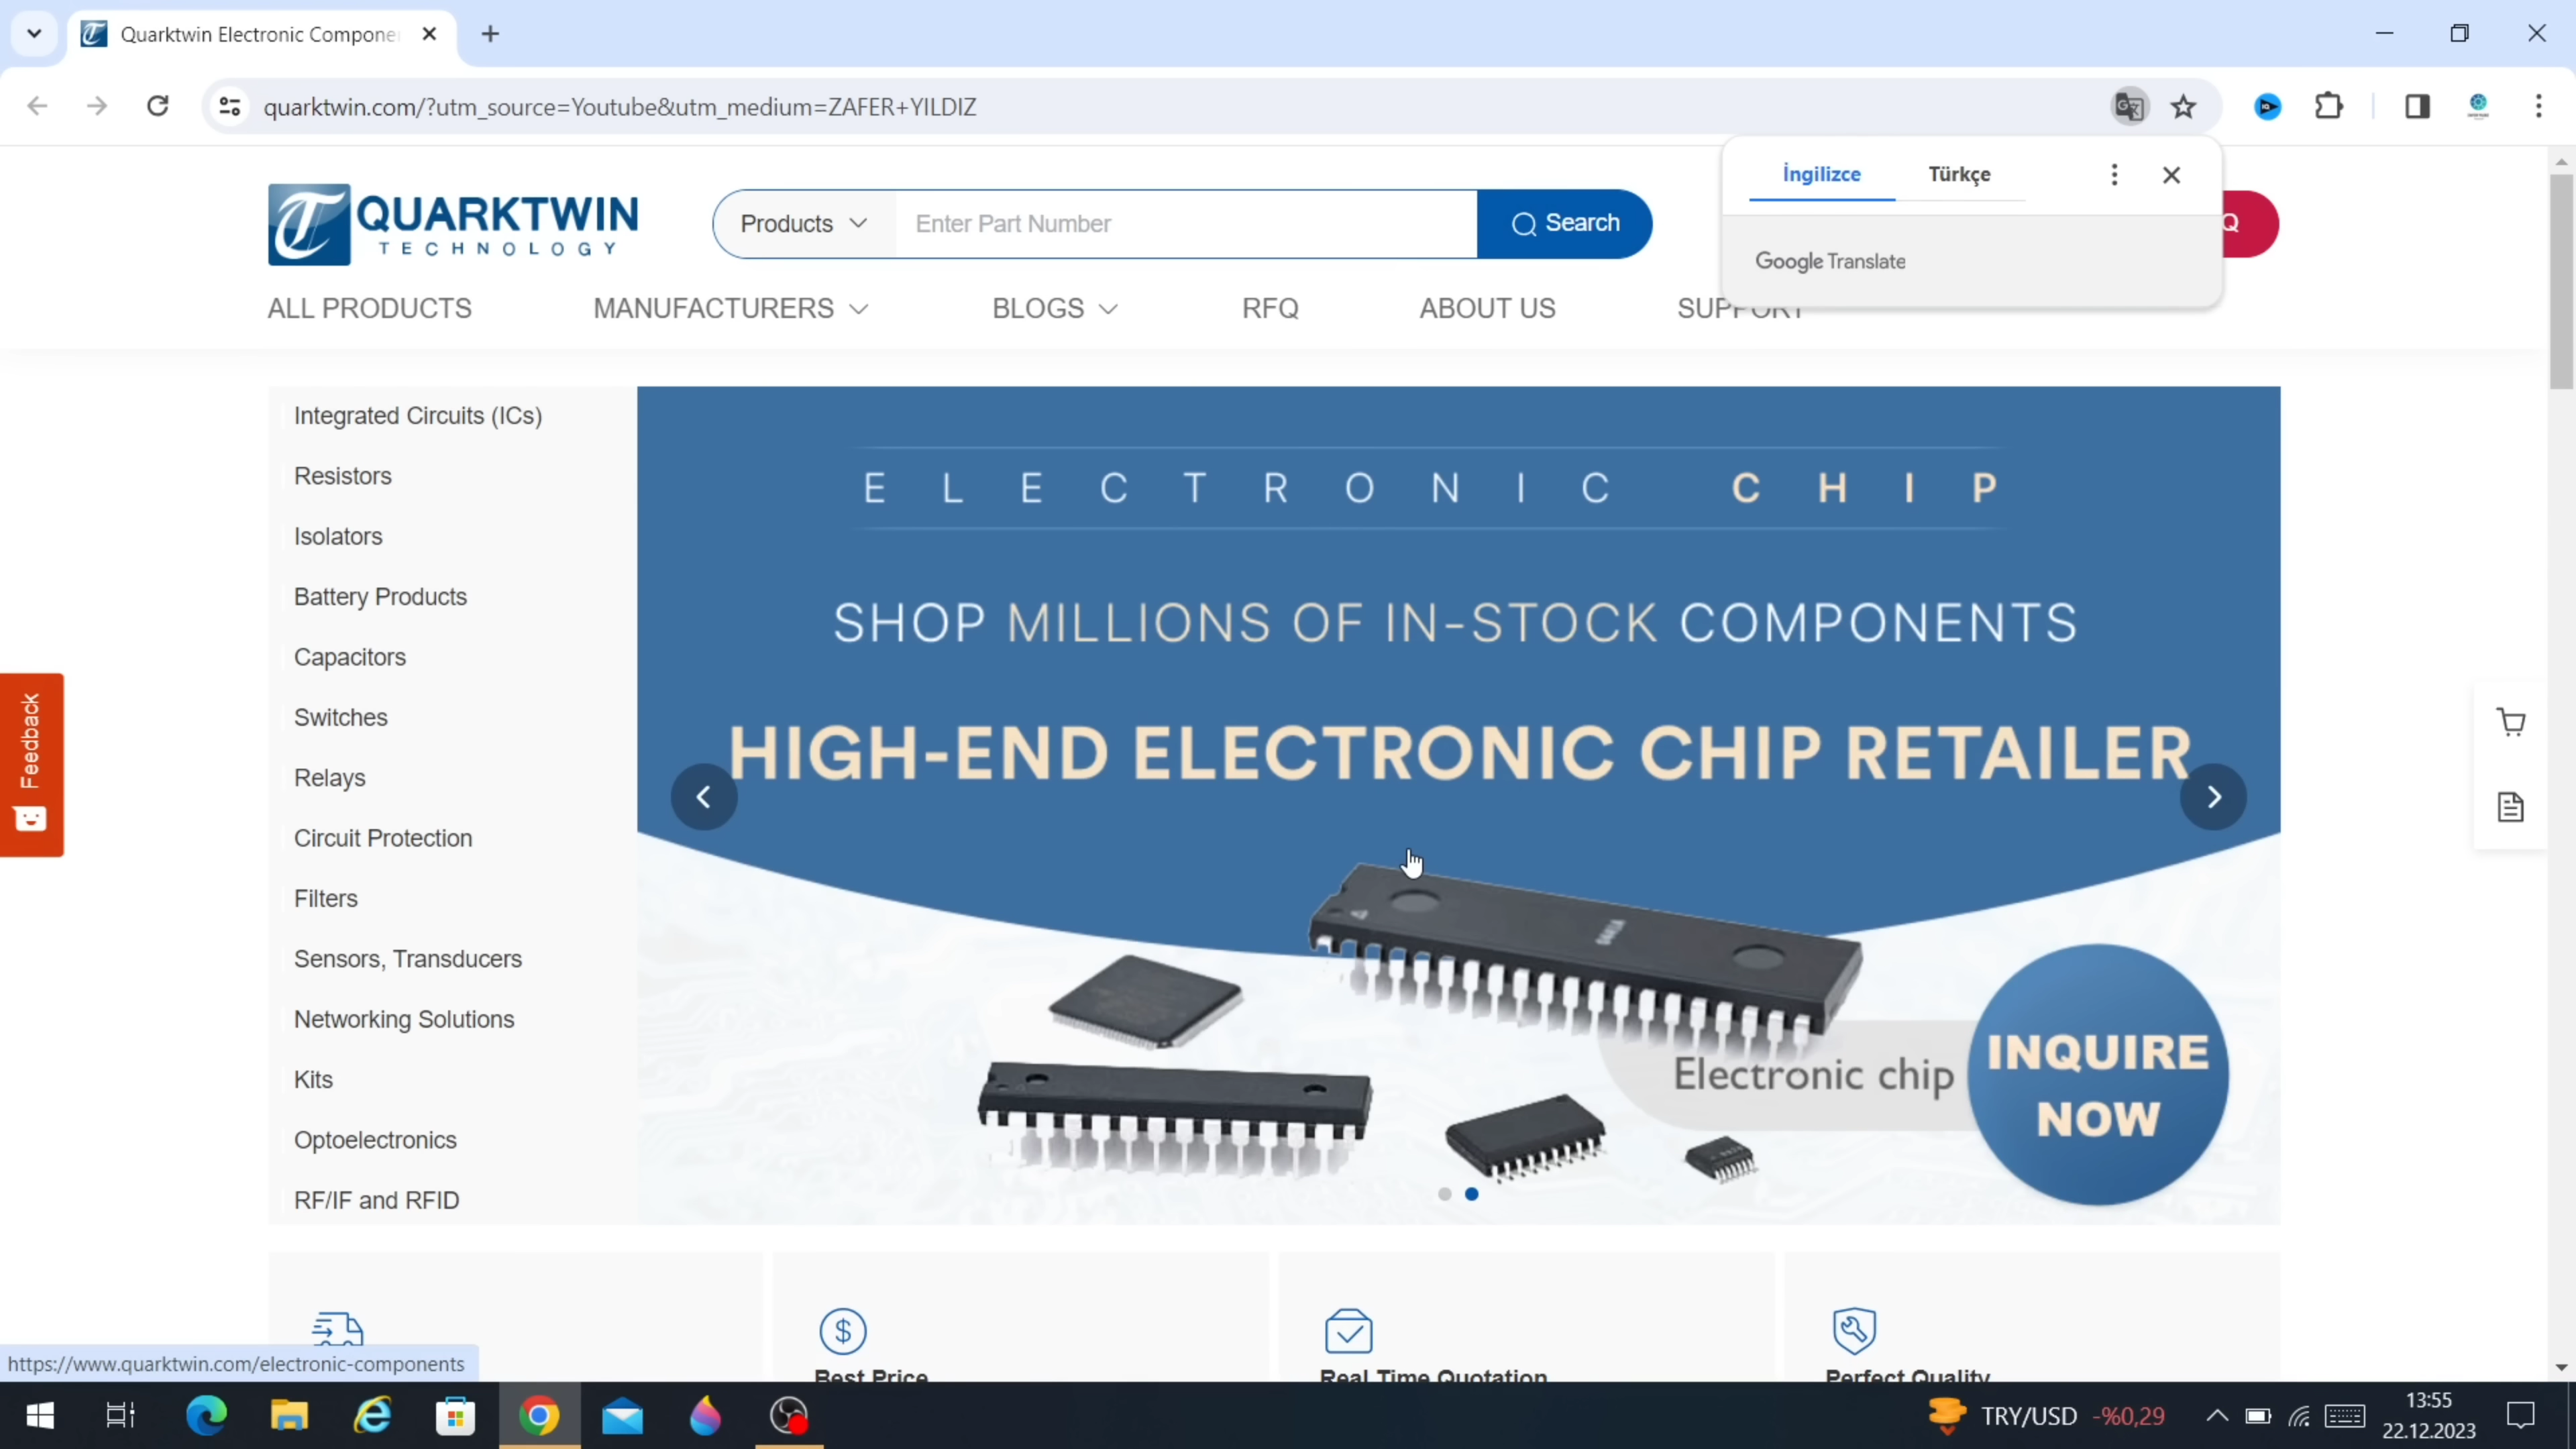 Quarktwin Electronic Compone
quarktwin.com/?utm_source=Youtube&utm_medium=ZAFER+YILDIZ
İngilizce Türkçe
Google Translate
QUARKTWIN
TECHNOLOGY
Products Enter Part Number Search
Q
ALL PRODUCTS MANUFACTURERS BLOGS RFQ ABOUT US SUPPORT
Integrated Circuits (ICs)
Resistors
Isolators
Battery Products
Capacitors
Switches
Relays
Circuit Protection
Filters
Sensors, Transducers
Networking Solutions
Kits
Optoelectronics
RF/IF and RFID
ELECTRONIC CHIP
SHOP MILLIONS OF IN-STOCK COMPONENTS
HIGH-END ELECTRONIC CHIP RETAILER
Electronic chip
INQUIRE
NOW
Feedback
Best Price
Real Time Quotation
Perfect Quality
https://www.quarktwin.com/electronic-components
TRY/USD -%0,29
13:55
22.12.2023